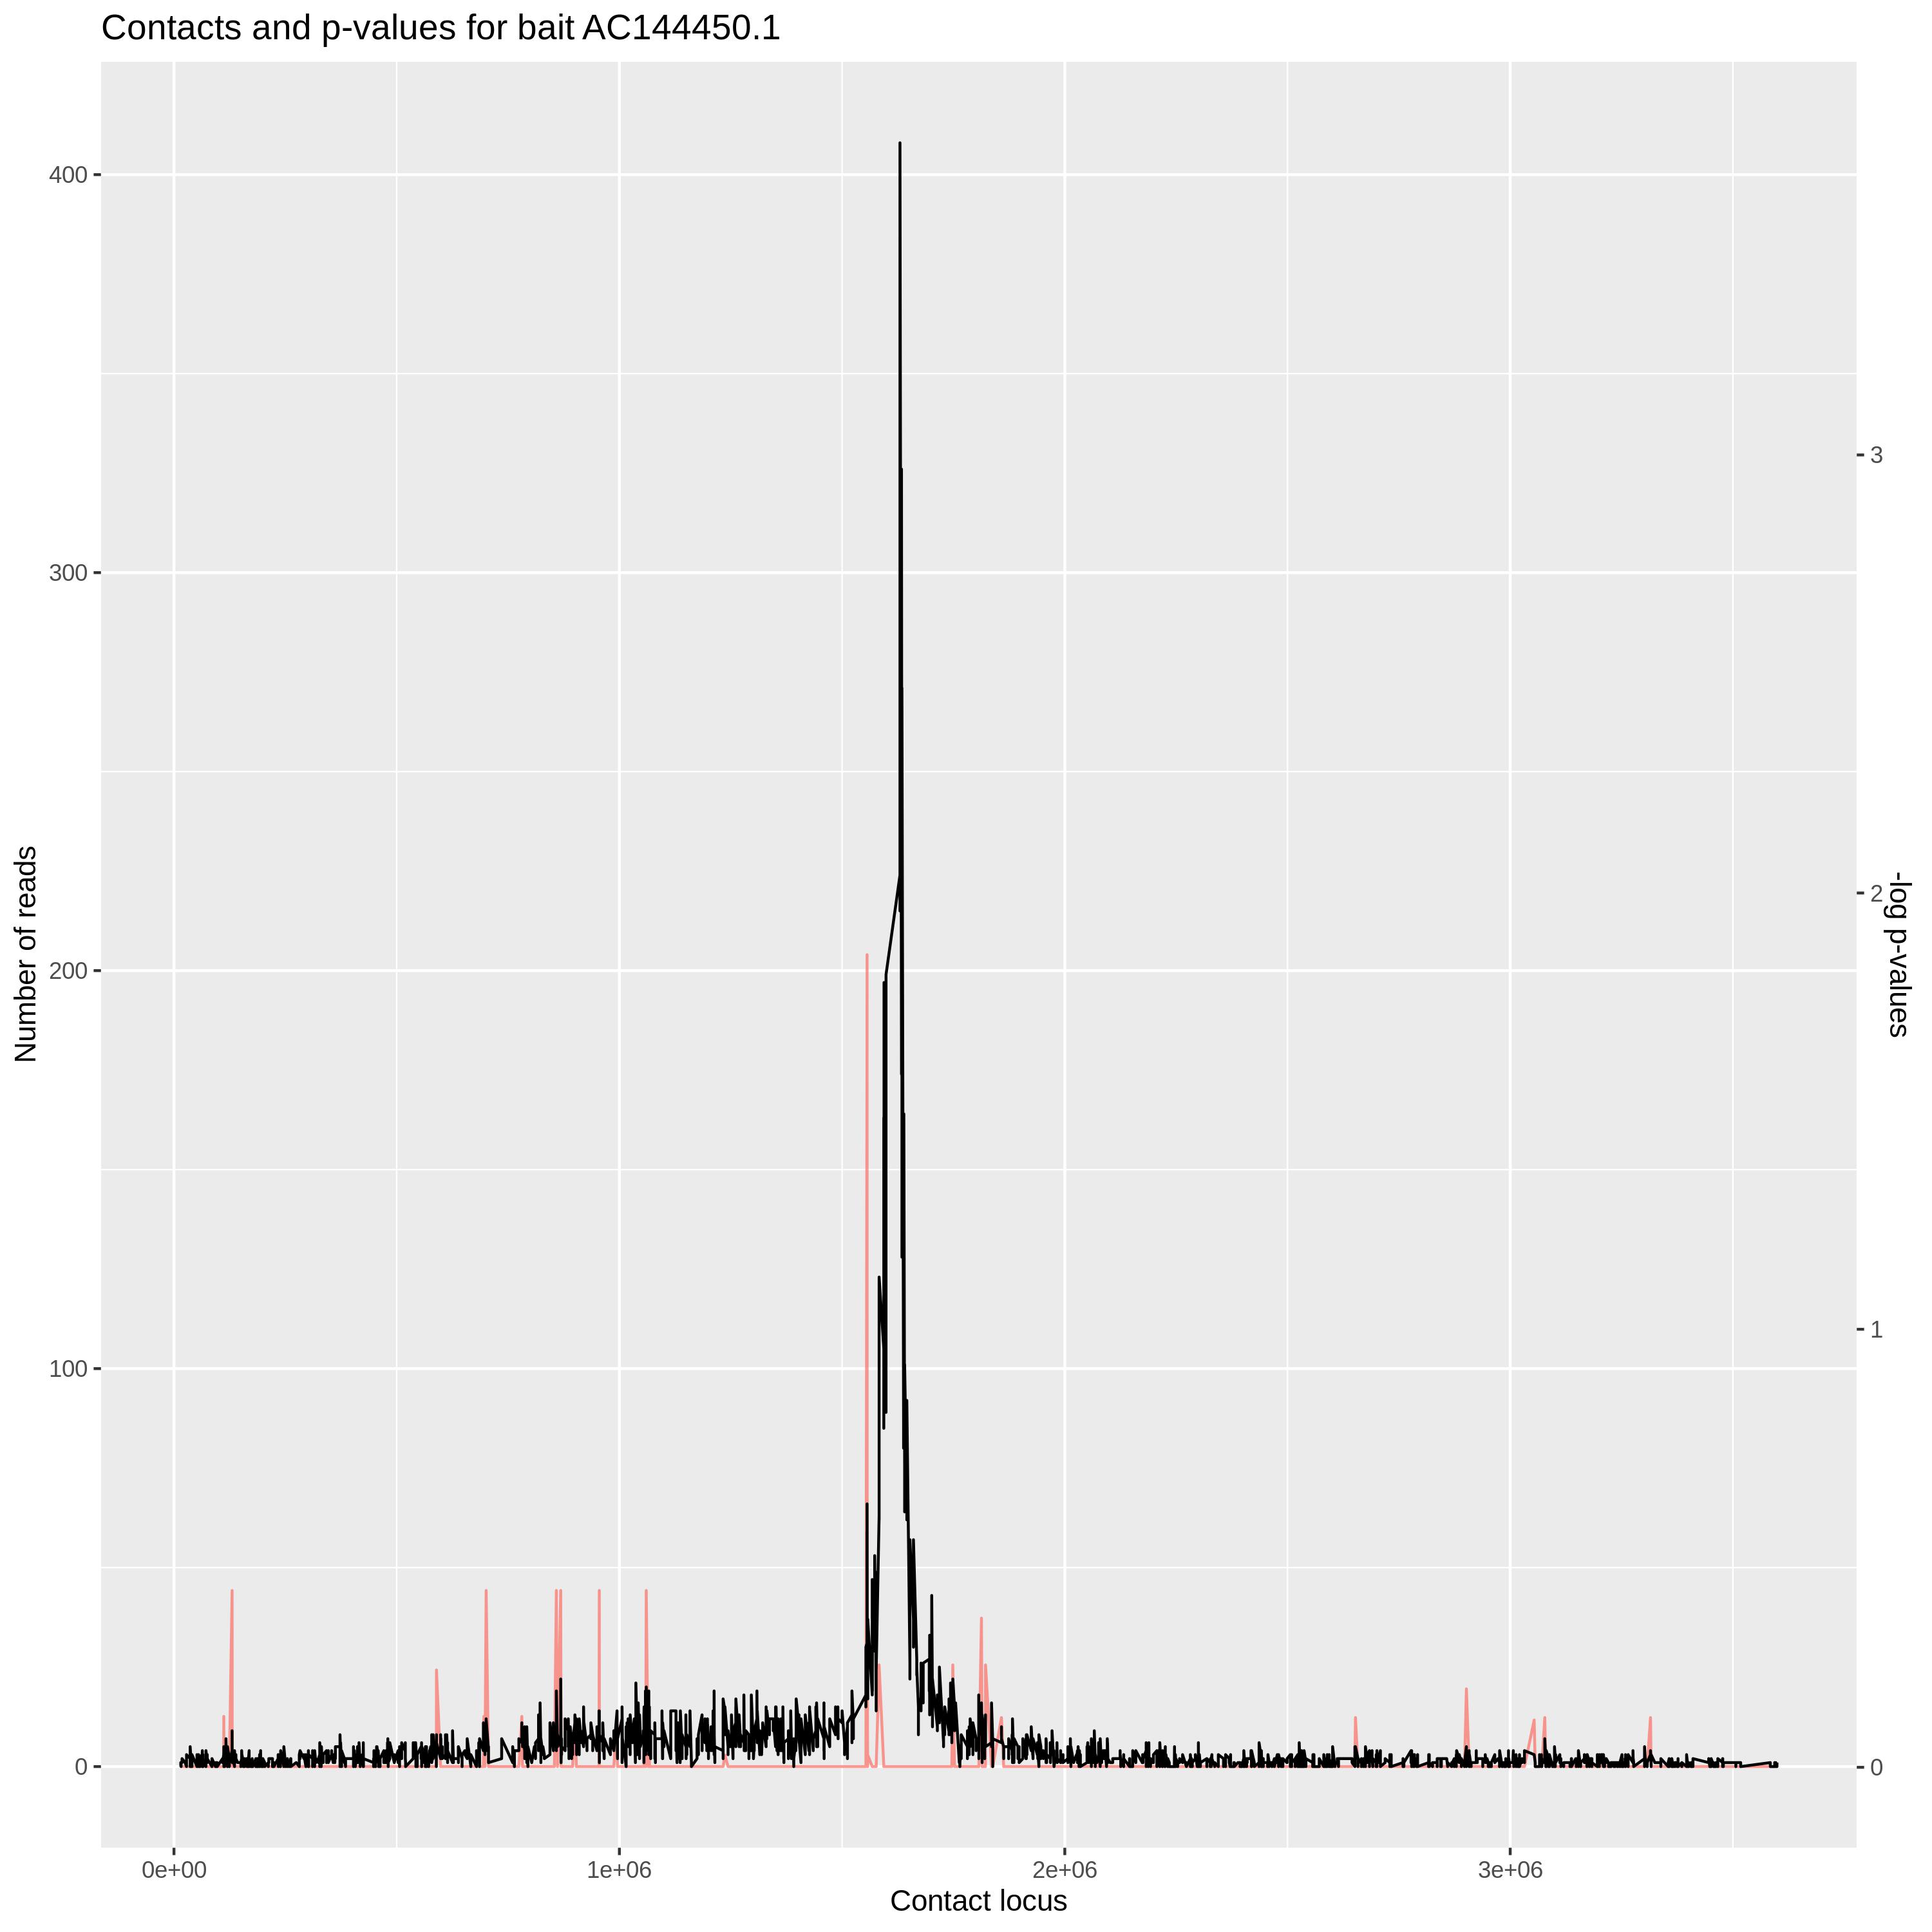 Contacts and p-values for bait AC144450.1
400
300
200
100
0
Number of reads
3
2
1
0
-log p-values
0e+00
1e+06
2e+06
3e+06
Contact locus